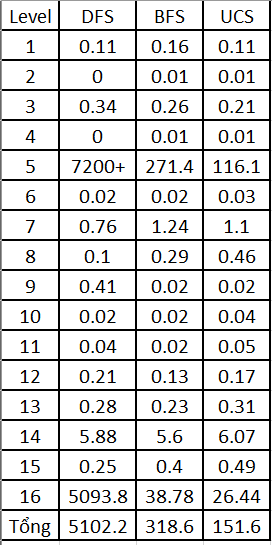 Level DFS BFS UCS
1 0.11 0.16 0.11
2 0 0.01 0.01
3 0.34 0.26 0.21
4 0 0.01 0.01
5 7200+ 271.4 116.1
6 0.02 0.02 0.03
7 0.76 1.24 1.1
8 0.1 0.29 0.46
9 0.41 0.02 0.02
10 0.02 0.02 0.04
11 0.04 0.02 0.05
12 0.21 0.13 0.17
13 0.28 0.23 0.31
14 5.88 5.6 6.07
15 0.25 0.4 0.49
16 5093.8 38.78 26.44
Tổng 5102.2 318.6 151.6